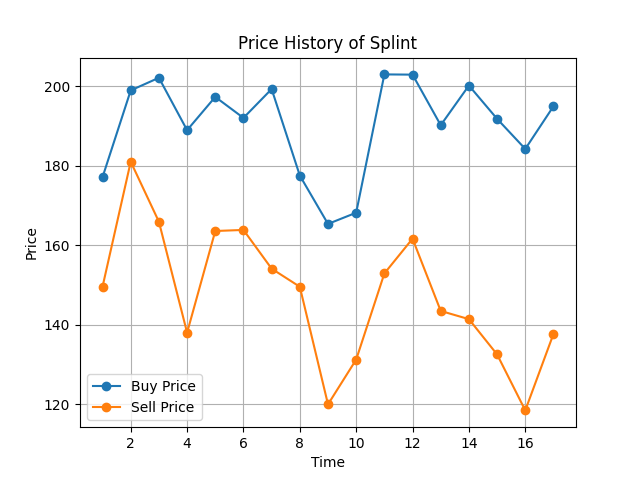 Price History of Splint
200
180
160
140
120
Price
Buy Price
Sell Price
2 4 6 8 10 12 14 16
Time